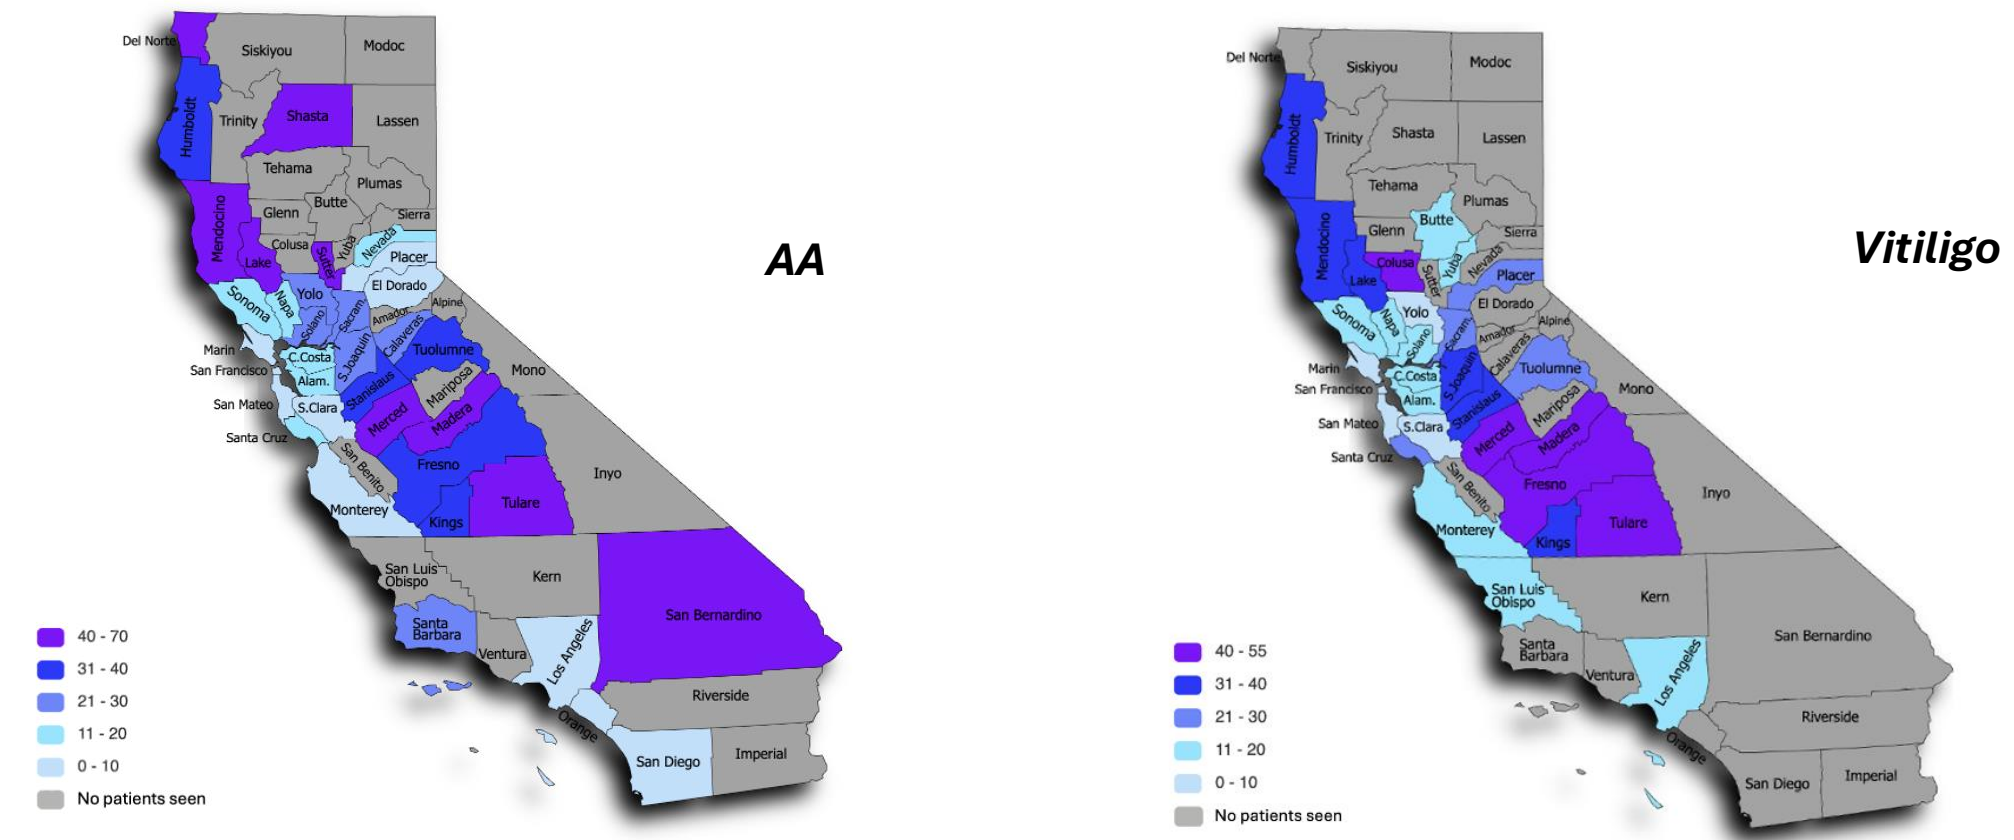 Del Norte
Siskiyou
Modoc
Humboldt
Trinity
Shasta
Lassen
Tehama
Plumas
Mendocino
Glenn
Butte
Sierra
Lake
Colusa
Sutter
Yuba
Nevada
Placer
El Dorado
Sonoma
Napa
Yolo
Solano
Sacram.
Amador
Alpine
Calaveras
Marin
C.Costa
S.Joaquin
Tuolumne
San Francisco
Alam.
Stanislaus
Mariposa
Mono
San Mateo
S.Clara
Merced
Madera
Santa Cruz
San Benito
Fresno
Inyo
Monterey
Kings
Tulare
San Luis
Obispo
Kern
San Bernardino
Santa
Barbara
Ventura
Los Angeles
Orange
Riverside
San Diego
Imperial
40 - 70
31 - 40
21 - 30
11 - 20
0 - 10
No patients seen
AA
Del Norte
Siskiyou
Modoc
Humboldt
Trinity
Shasta
Lassen
Tehama
Plumas
Mendocino
Glenn
Butte
Sierra
Lake
Colusa
Sutter
Yuba
Nevada
Placer
El Dorado
Sonoma
Napa
Yolo
Solano
Sacram.
Amador
Alpine
Calaveras
Marin
C.Costa
S.Joaquin
Tuolumne
San Francisco
Alam.
Stanislaus
Mariposa
Mono
San Mateo
S.Clara
Merced
Madera
Santa Cruz
San Benito
Fresno
Inyo
Monterey
Kings
Tulare
San Luis
Obispo
Kern
San Bernardino
Santa
Barbara
Ventura
Los Angeles
Orange
Riverside
San Diego
Imperial
40 - 55
31 - 40
21 - 30
11 - 20
0 - 10
No patients seen
Vitiligo